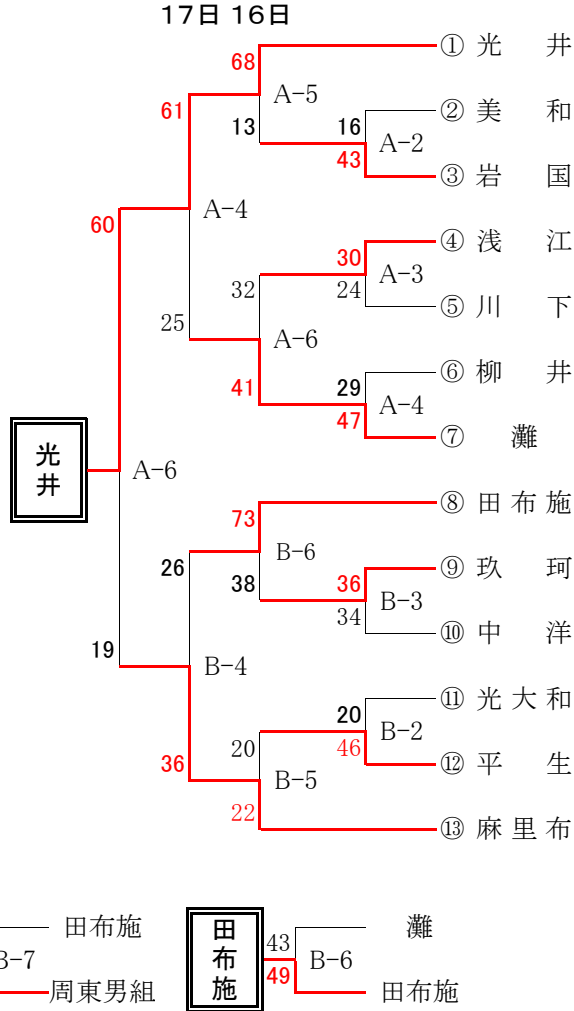 17日 16日
① 光 井
68
A-5
61
② 美 和
13
16
A-2
43
③ 岩 国
A-4
60
④ 浅 江
30
A-3
32
24
⑤ 川 下
25
A-6
⑥ 柳 井
41
29
A-4
47
⑦ 灘
光井
A-6
⑧ 田 布 施
73
B-6
26
38
36
⑨ 玖 珂
B-3
34
⑩ 中 洋
19
B-4
⑪ 光 大 和
20
B-2
20
46
36
⑫ 平 生
B-5
22
⑬ 麻 里 布
田布施
B-7
周東男組
田布施
43
49
B-6
灘
田布施